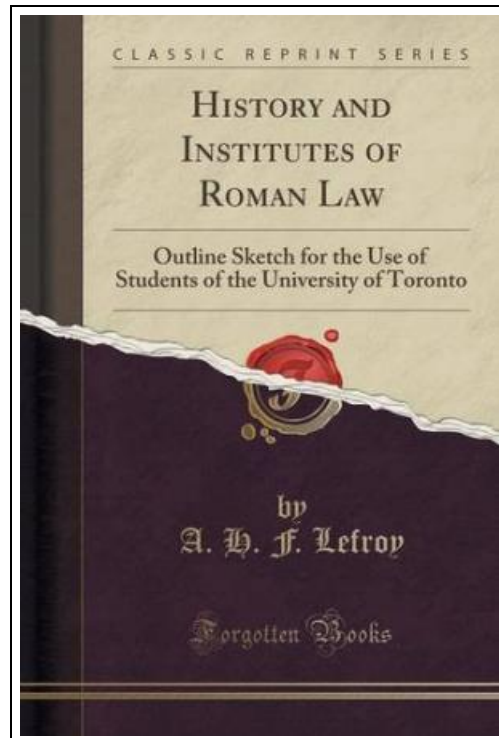 CLASSIC REPRINT SERIES
HISTORY AND
INSTITUTES OF
ROMAN LAW
Outline Sketch for the Use of
Students of the University of Toronto
F
by
A. H. F. Lefroy
Forgotten Books